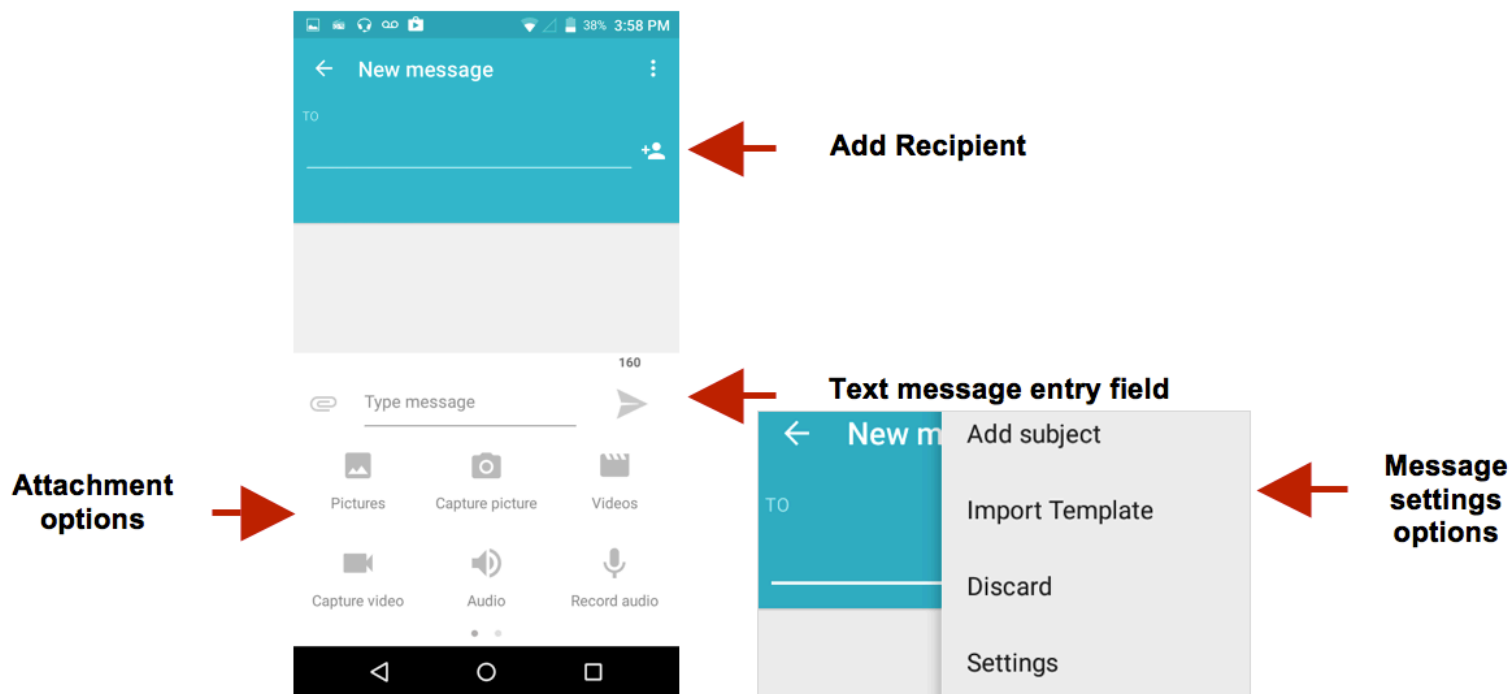 38% 3:58 PM
New message
TO
Add Recipient
160
Type message
Text message entry field
Attachment
options
Pictures Capture picture Videos
Capture video Audio Record audio
New m
TO
Add subject
Import Template
Discard
Settings
Message
settings
options